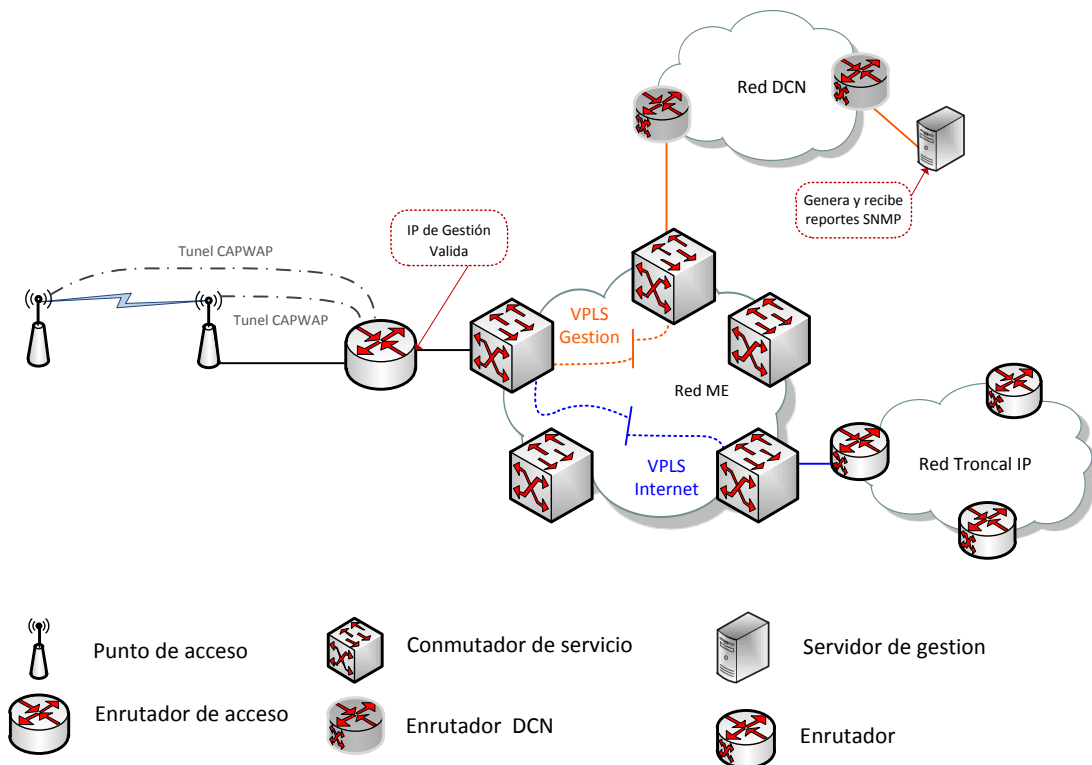 Red DCN
Genera y recibe
reportes SNMP
IP de Gestión
Valida
Tunel CAPWAP
Tunel CAPWAP
VPLS
Gestion
Red ME
VPLS
Internet
Red Troncal IP
Punto de acceso
Conmutador de servicio
Servidor de gestion
Enrutador de acceso
Enrutador DCN
Enrutador